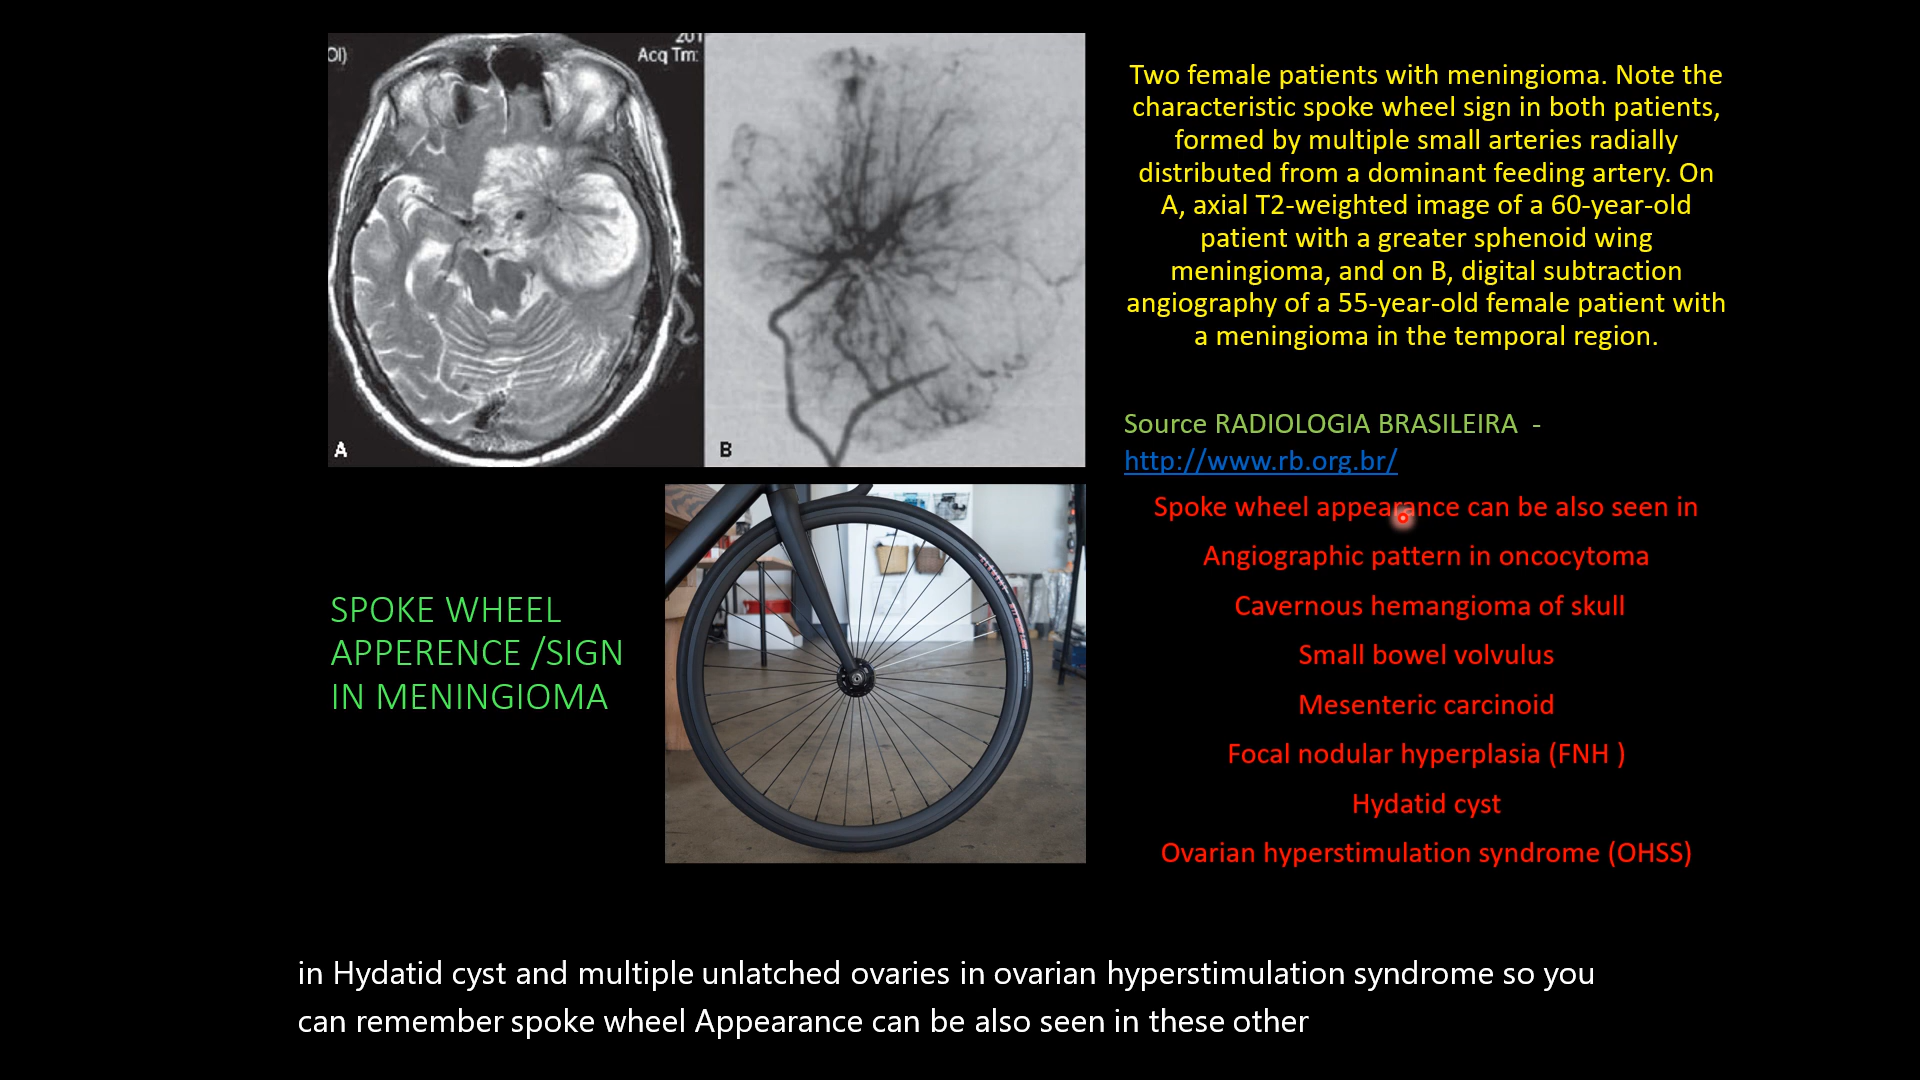 OI)
201
Acq Tm:
A
B
Two female patients with meningioma. Note the
characteristic spoke wheel sign in both patients,
formed by multiple small arteries radially
distributed from a dominant feeding artery. On
A, axial T2-weighted image of a 60-year-old
patient with a greater sphenoid wing
meningioma, and on B, digital subtraction
angiography of a 55-year-old female patient with
a meningioma in the temporal region.
Source RADIOLOGIA BRASILEIRA -
http://www.rb.org.br/
Spoke wheel appearance can be also seen in
Angiographic pattern in oncocytoma
Cavernous hemangioma of skull
Small bowel volvulus
Mesenteric carcinoid
Focal nodular hyperplasia (FNH )
Hydatid cyst
Ovarian hyperstimulation syndrome (OHSS)
SPOKE WHEEL
APPERENCE /SIGN
IN MENINGIOMA
in Hydatid cyst and multiple unlatched ovaries in ovarian hyperstimulation syndrome so you
can remember spoke wheel Appearance can be also seen in these other